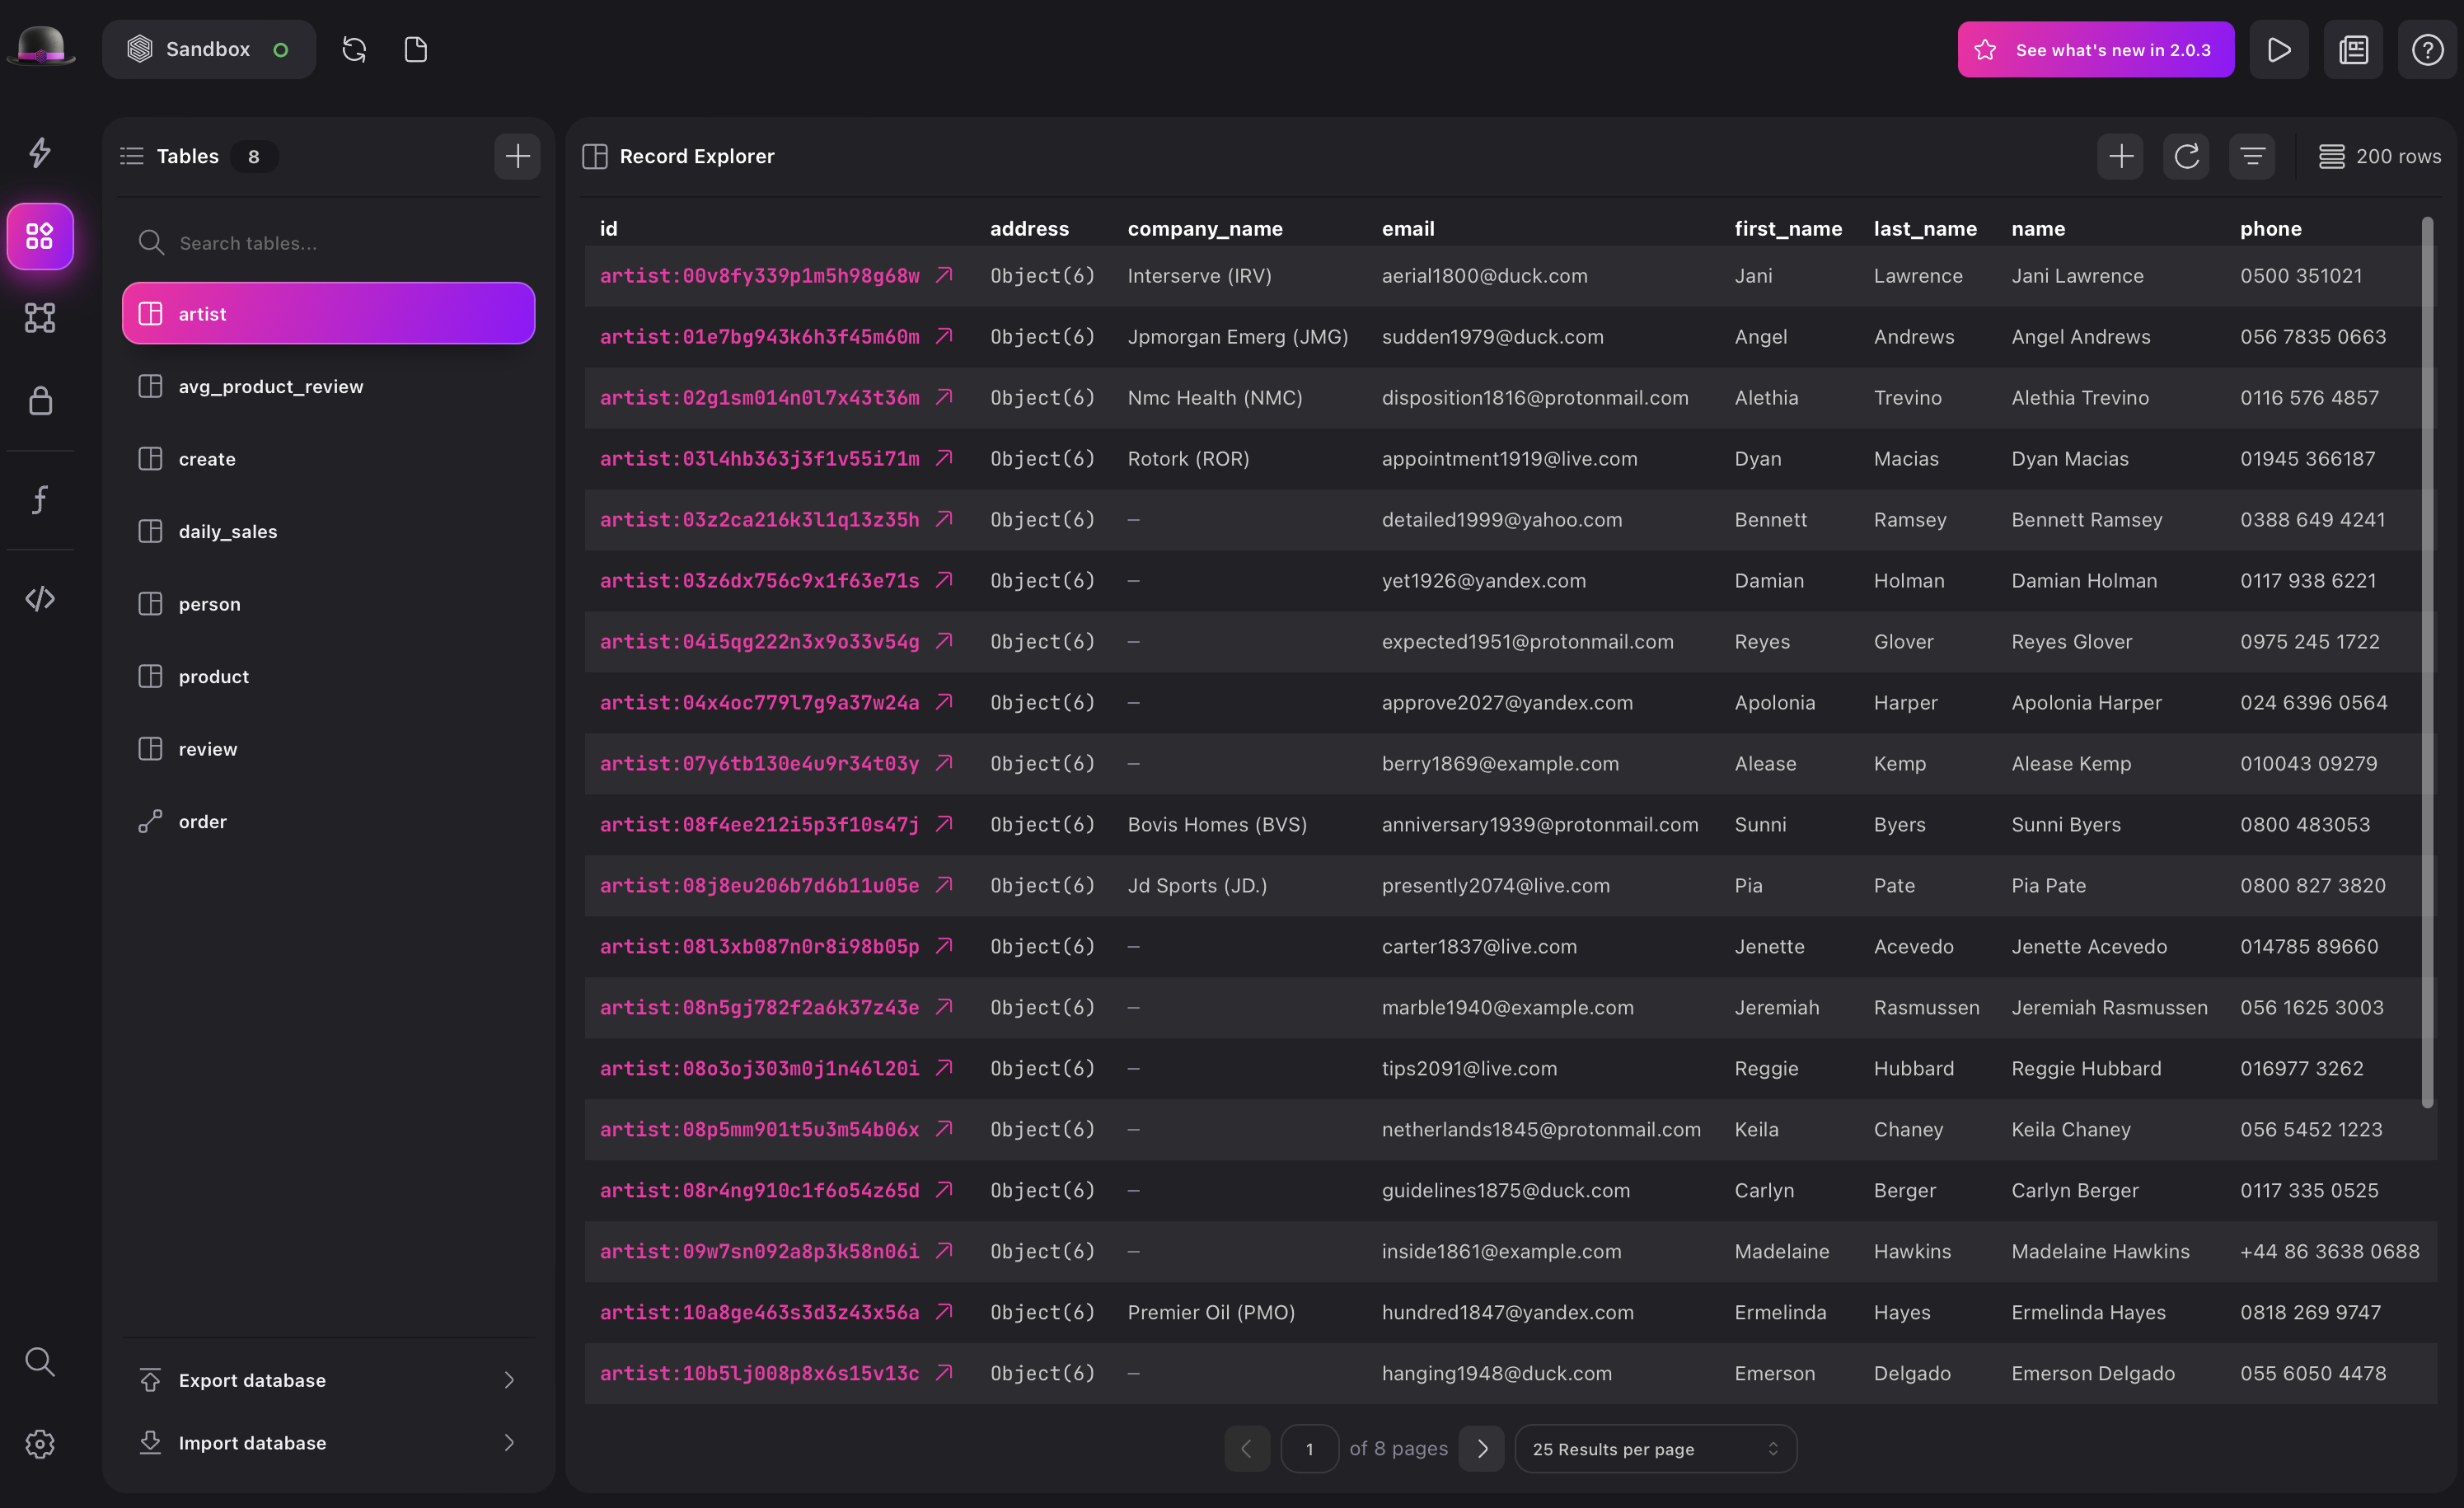 Sandbox
See what's new in 2.0.3
Tables 8
Search tables...
artist
avg_product_review
create
daily_sales
person
product
review
order
Export database
Import database
Record Explorer
200 rows
id address company_name email first_name last_name name phone
artist:00v8fy339p1m5h98g68w Object(6) Interserve (IRV) aerial1800@duck.com Jani Lawrence Jani Lawrence 0500 351021
artist:01e7bg943k6h3f45m60m Object(6) Jpmorgan Emerg (JMG) sudden1979@duck.com Angel Andrews Angel Andrews 056 7835 0663
artist:02g1sm014n0l7x43t36m Object(6) Nmc Health (NMC) disposition1816@protonmail.com Alethia Trevino Alethia Trevino 0116 576 4857
artist:03l4hb363j3f1v55i71m Object(6) Rotork (ROR) appointment1919@live.com Dyan Macias Dyan Macias 01945 366187
artist:03z2ca216k3l1q13z35h Object(6) – detailed1999@yahoo.com Bennett Ramsey Bennett Ramsey 0388 649 4241
artist:03z6dx756c9x1f63e71s Object(6) – yet1926@yandex.com Damian Holman Damian Holman 0117 938 6221
artist:04i5qg222n3x9o33v54g Object(6) – expected1951@protonmail.com Reyes Glover Reyes Glover 0975 245 1722
artist:04x4oc779l7g9a37w24a Object(6) – approve2027@yandex.com Apolonia Harper Apolonia Harper 024 6396 0564
artist:07y6tb130e4u9r34t03y Object(6) – berry1869@example.com Alease Kemp Alease Kemp 010043 09279
artist:08f4ee212i5p3f10s47j Object(6) Bovis Homes (BVS) anniversary1939@protonmail.com Sunni Byers Sunni Byers 0800 483053
artist:08j8eu206b7d6b11u05e Object(6) Jd Sports (JD.) presently2074@live.com Pia Pate Pia Pate 0800 827 3820
artist:08l3xb087n0r8i98b05p Object(6) – carter1837@live.com Jenette Acevedo Jenette Acevedo 014785 89660
artist:08n5gj782f2a6k37z43e Object(6) – marble1940@example.com Jeremiah Rasmussen Jeremiah Rasmussen 056 1625 3003
artist:08o3oj303m0j1n46l20i Object(6) – tips2091@live.com Reggie Hubbard Reggie Hubbard 016977 3262
artist:08p5mm901t5u3m54b06x Object(6) – netherlands1845@protonmail.com Keila Chaney Keila Chaney 056 5452 1223
artist:08r4ng910c1f6o54z65d Object(6) – guidelines1875@duck.com Carlyn Berger Carlyn Berger 0117 335 0525
artist:09w7sn092a8p3k58n06i Object(6) – inside1861@example.com Madelaine Hawkins Madelaine Hawkins +44 86 3638 0688
artist:10a8ge463s3d3z43x56a Object(6) Premier Oil (PMO) hundred1847@yandex.com Ermelinda Hayes Ermelinda Hayes 0818 269 9747
artist:10b5lj008p8x6s15v13c Object(6) – hanging1948@duck.com Emerson Delgado Emerson Delgado 055 6050 4478
1 of 8 pages 25 Results per page